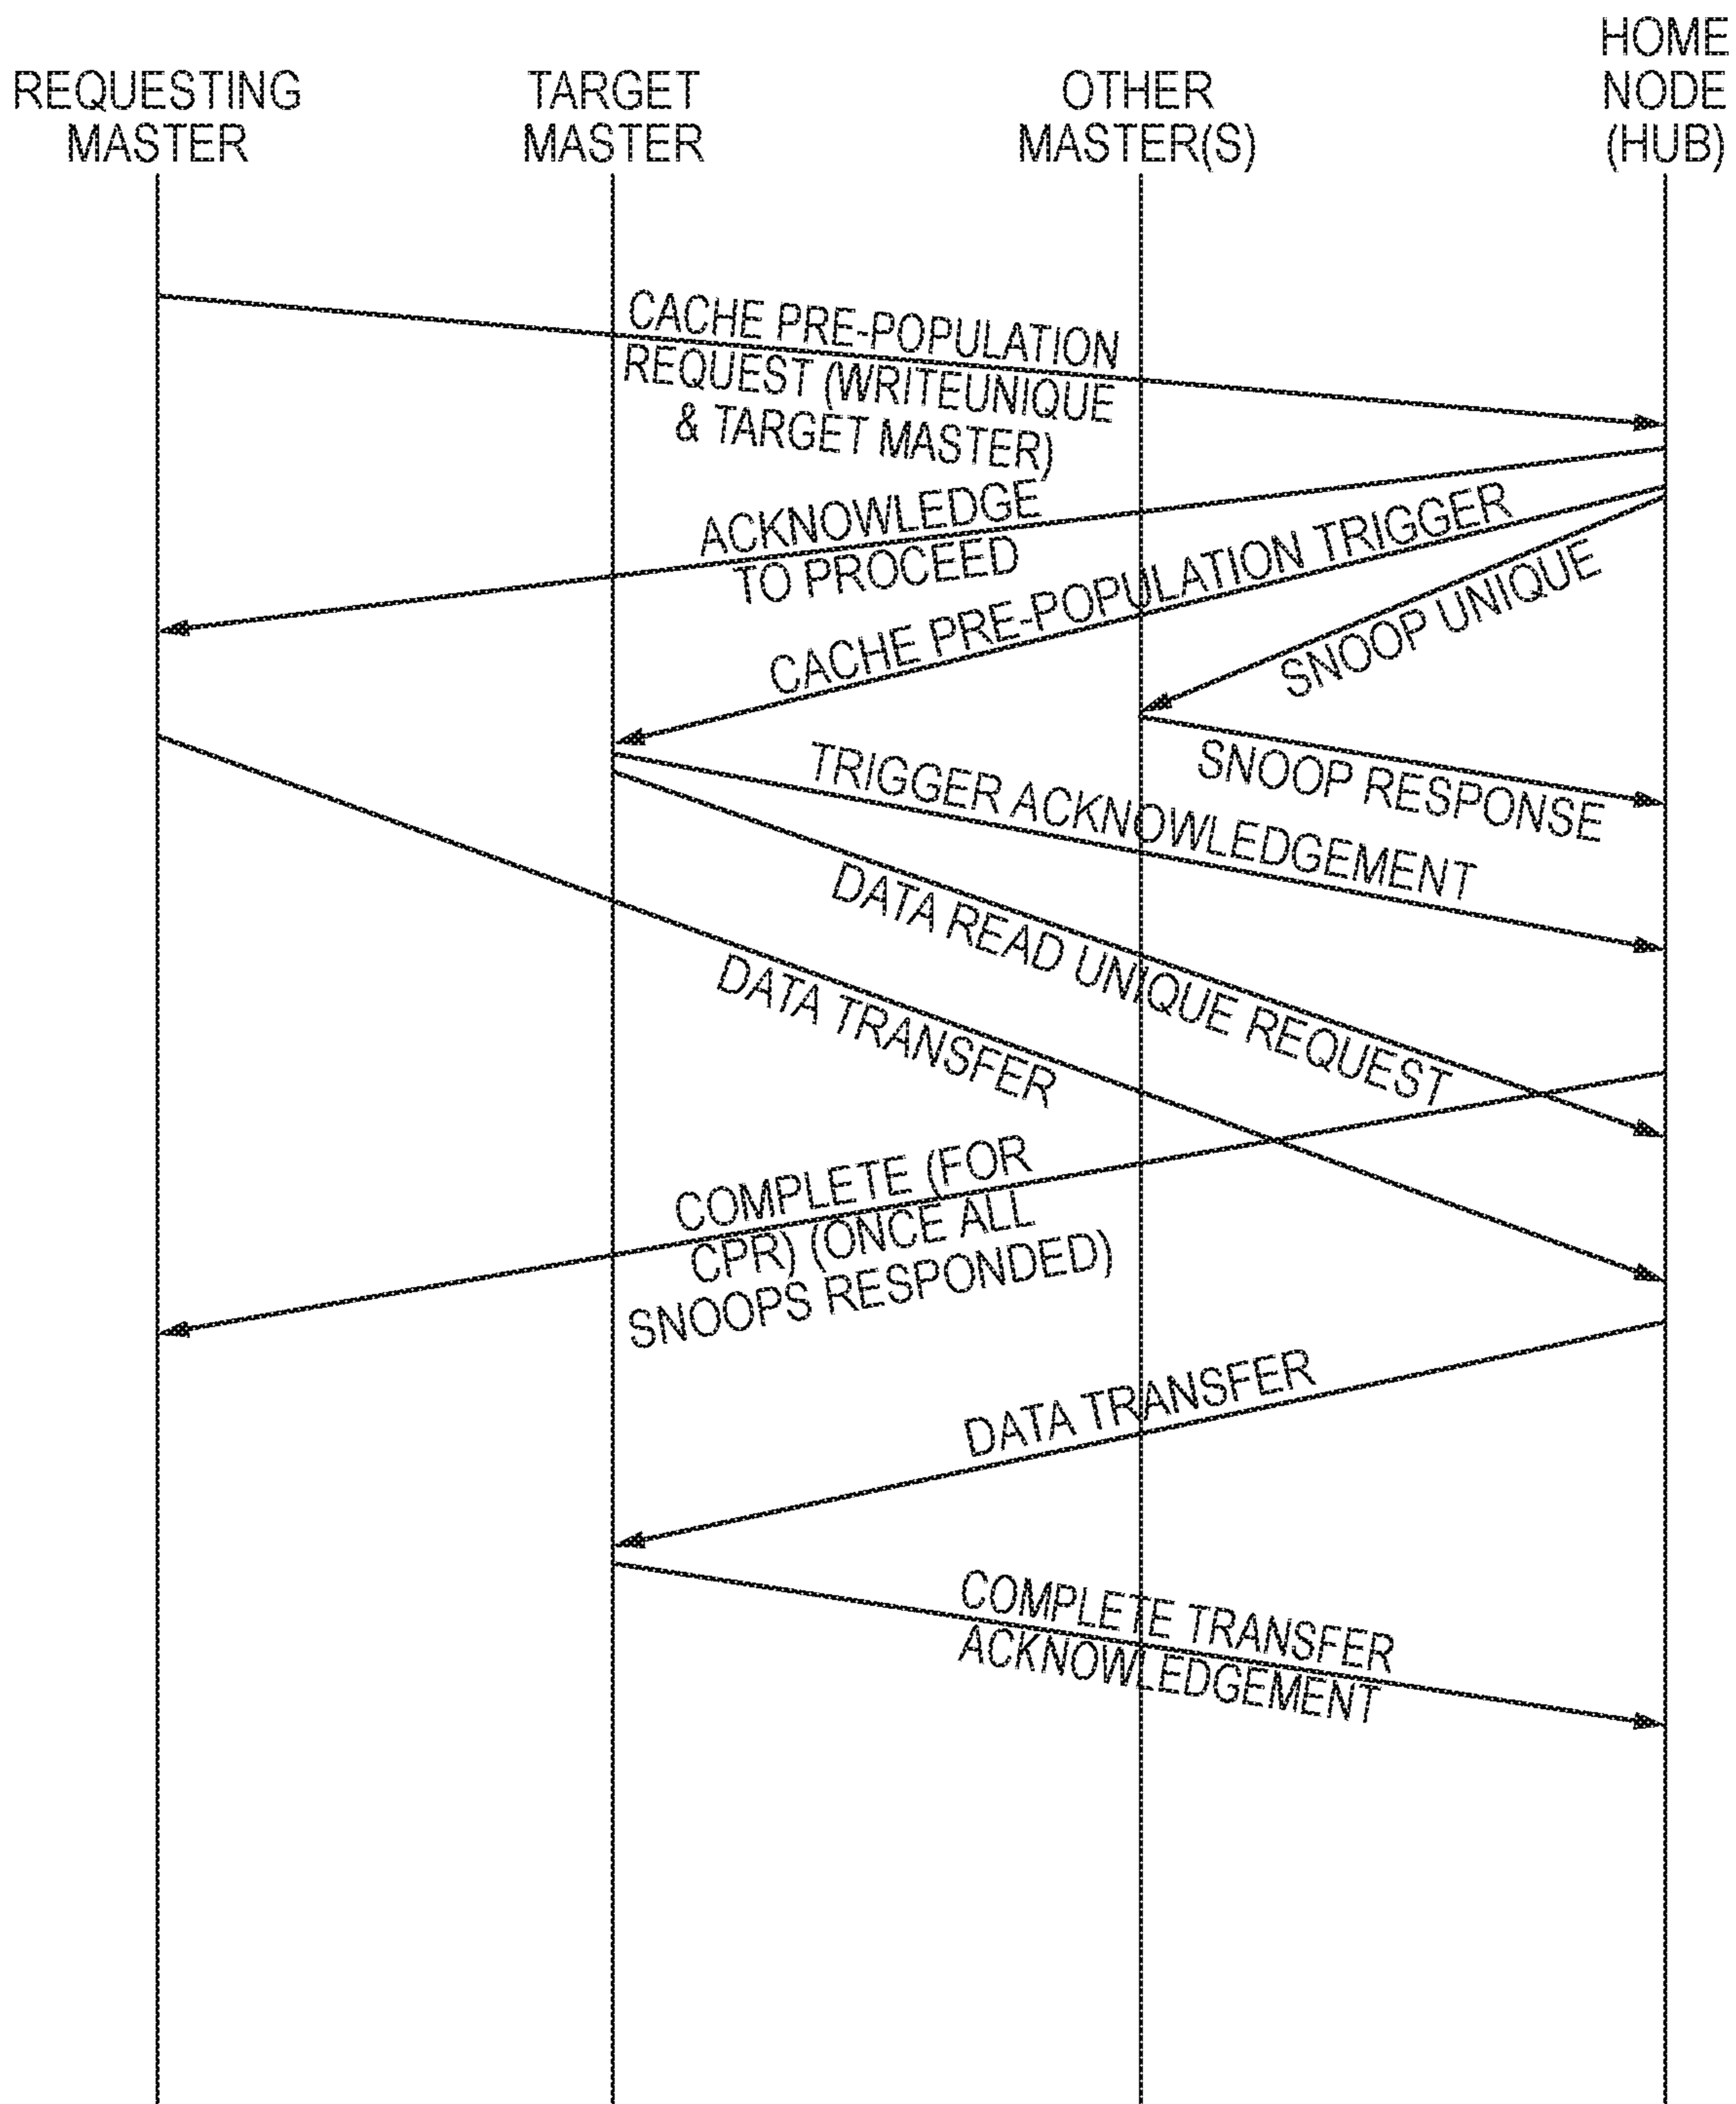 REQUESTING
MASTER
TARGET
MASTER
OTHER
MASTER(S)
HOME
NODE
(HUB)
CACHE PRE-POPULATION
REQUEST (WRITEUNIQUE
& TARGET MASTER)
ACKNOWLEDGE
TO PROCEED
CACHE PRE-POPULATION TRIGGER
SNOOP UNIQUE
SNOOP RESPONSE
TRIGGER ACKNOWLEDGEMENT
DATA READ UNIQUE REQUEST
DATA TRANSFER
COMPLETE (FOR
CPR) (ONCE ALL
SNOOPS RESPONDED)
DATA TRANSFER
COMPLETE TRANSFER
ACKNOWLEDGEMENT